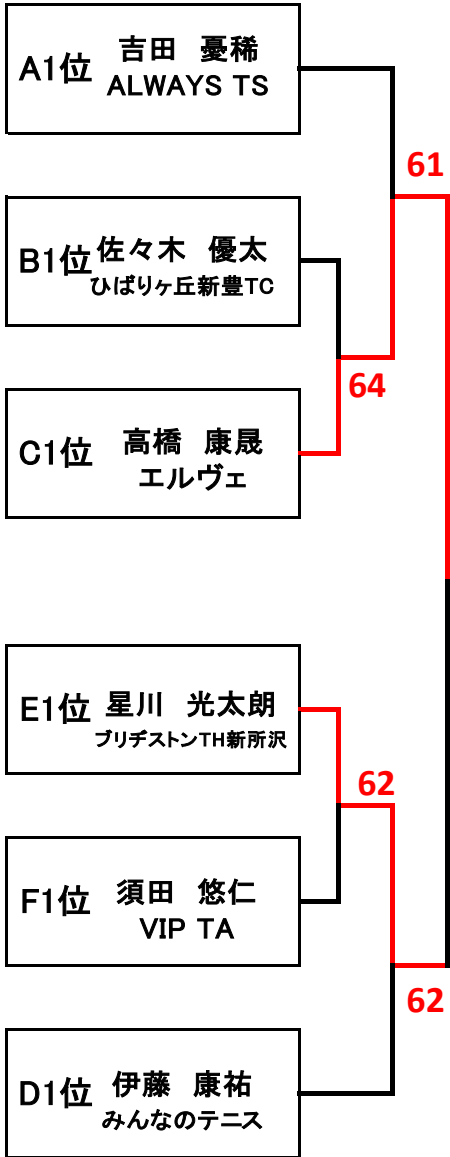 A1位 吉田 憂稀
ALWAYS TS
61
B1位 佐々木 優太
ひばりヶ丘新豊TC
64
C1位 高橋 康晟
エルヴェ
E1位 星川 光太朗
ブリヂストンTH新所沢
62
F1位 須田 悠仁
VIP TA
62
D1位 伊藤 康祐
みんなのテニス